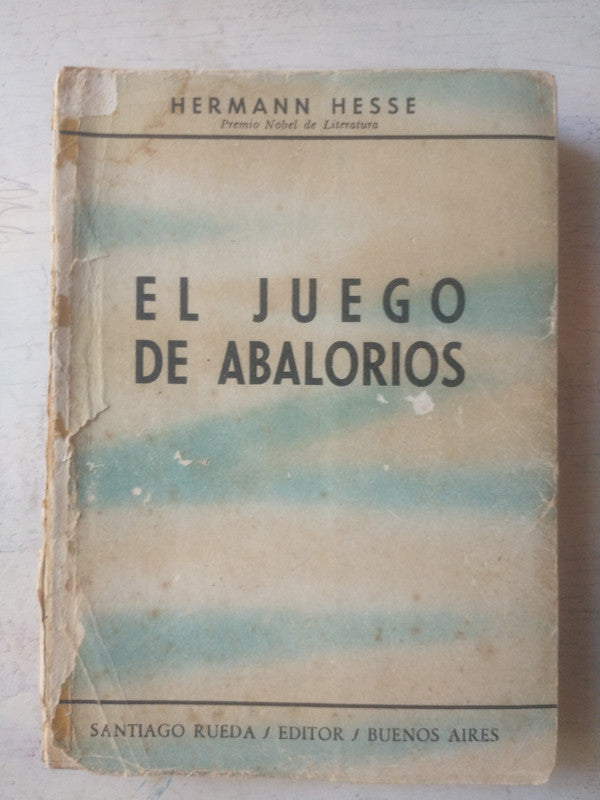 HERMANN HESSE
Premio Nobel de Literatura
EL JUEGO
DE ABALORIOS
SANTIAGO RUEDA / EDITOR / BUENOS AIRES